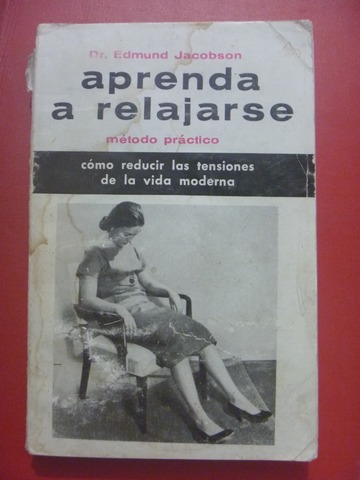 Dr. Edmund Jacobson
aprenda
a relajarse
método práctico
cómo reducir las tensiones
de la vida moderna